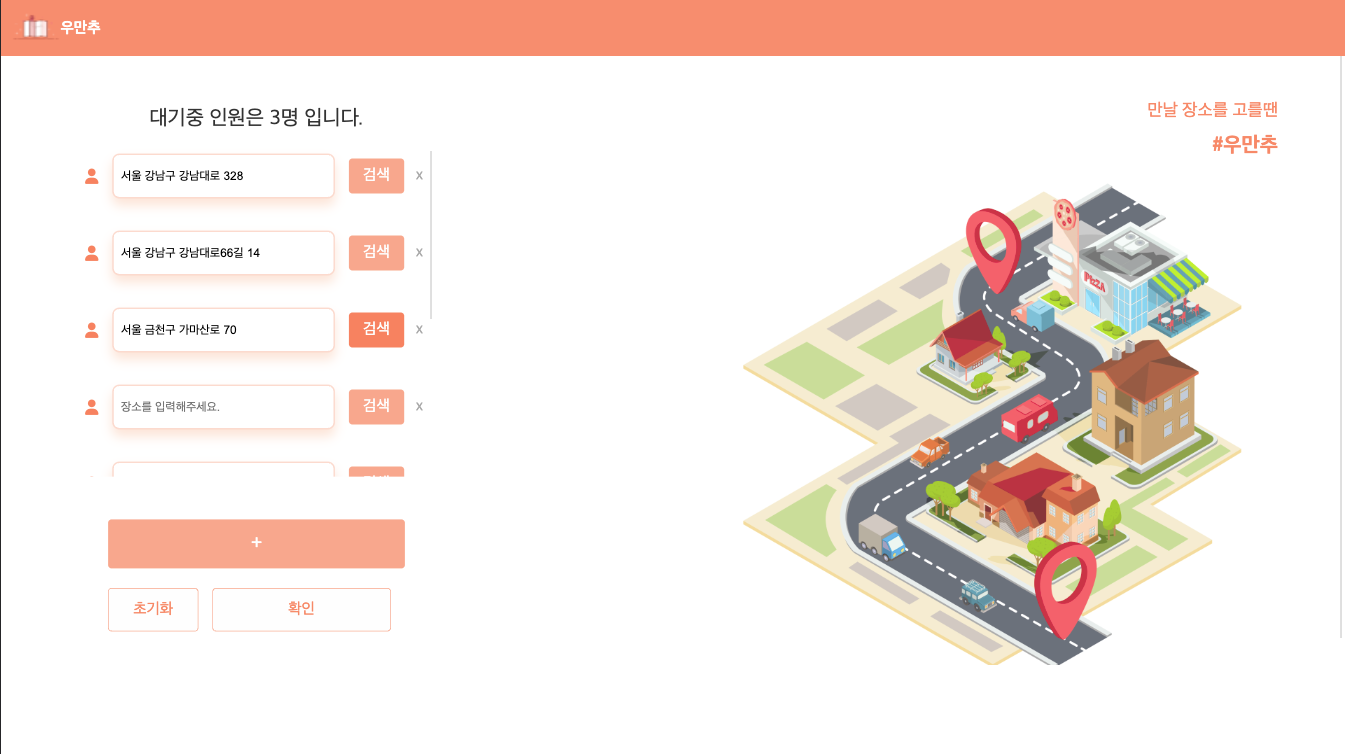 우만추
대기중 인원은 3명 입니다.
서울 강남구 강남대로 328 검색 x
서울 강남구 강남대로66길 14 검색 x
서울 금천구 가마산로 70 검색 x
장소를 입력해주세요. 검색 x
+
초기화 확인
만날 장소를 고를땐
#우만추
PIZZA